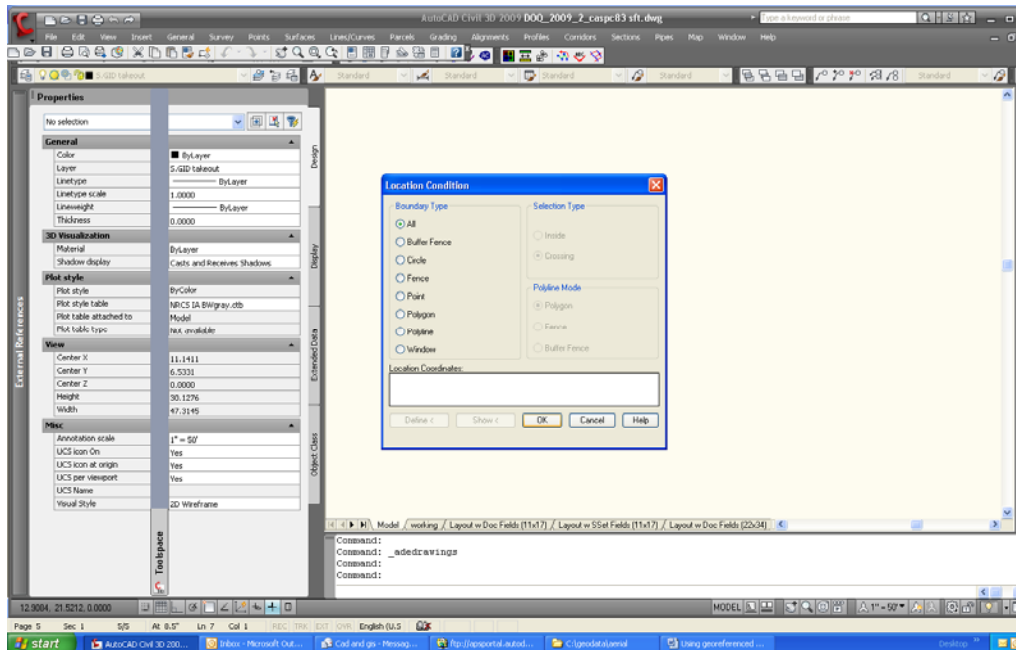 AutoCAD Civil 3D 2009 DOQ_2009_2_caspc83 sft.dwg
Type a keyword or phrase
File Edit View Insert General Survey Points Surfaces Lines/Curves Parcels Grading Alignments Profiles Corridors Sections Pipes Map Window Help
S.GID takeout
Standard Standard Standard Standard Standard
Properties
No selection
General
Color ByLayer
Layer S.GID takeout
Linetype ByLayer
Linetype scale 1.0000
Lineweight ByLayer
Thickness 0.0000
3D Visualization
Material ByLayer
Shadow display Casts and Receives Shadows
Plot style
Plot style ByColor
Plot style table NRCS IA BWgray.ctb
Plot table attached to Model
Plot table type Not available
View
Center X 11.1411
Center Y 6.5331
Center Z 0.0000
Height 30.1276
Width 47.3145
Misc
Annotation scale 1" = 50'
UCS icon On Yes
UCS icon at origin Yes
UCS per viewport Yes
UCS Name
Visual Style 2D Wireframe
Design
Display
Extended Data
Object Class
External References
Toolspace
Location Condition
Boundary Type
All
Buffer Fence
Circle
Fence
Point
Polygon
Polyline
Window
Selection Type
Inside
Crossing
Polyline Mode
Polygon
Fence
Buffer Fence
Location Coordinates:
Define < Show < OK Cancel Help
Model working Layout w Doc Fields (11x17) Layout w SSet Fields (11x17) Layout w Doc Fields (22x34)
Command:
Command: _adedrawings
Command:
Command:
12.9084, 21.5212, 0.0000
MODEL
1" = 50'
Page 5 Sec 1 5/5 At 0.5" Ln 7 Col 1 REC TRK EXT OVR English (U.S
start
AutoCAD Civil 3D 200...
Inbox - Microsoft Out...
Cad and gis - Messag...
ftp://apsportal.autod...
C:\geodata\aerial
Using georeferenced ...
Desktop